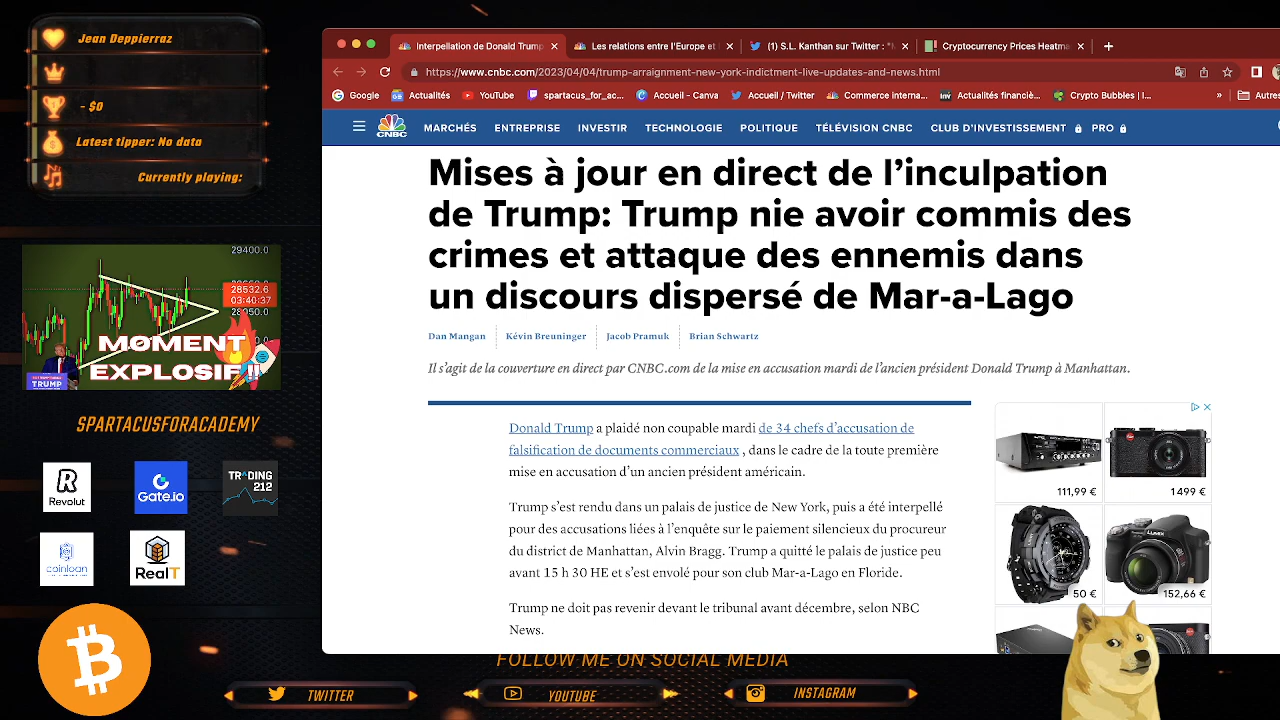 Jean Deppierraz
- $0
Latest tipper: No data
Currently playing:
29400.0
28532.6
03:40:37
28050.0
MOMENT
EXPLOSIF !!
TRUMP
SPARTACUSFORACADEMY
Revolut
Gate.io
TRADING
212
coinloan
RealT
Interpellation de Donald Trump
Les relations entre l'Europe et
(1) S.L. Kanthan sur Twitter : "
Cryptocurrency Prices Heatma
https://www.cnbc.com/2023/04/04/trump-arraignment-new-york-indictment-live-updates-and-news.html
Google
Actualités
YouTube
spartacus_for_ac...
Accueil - Canva
Accueil / Twitter
Commerce interna...
Actualités financiè...
Crypto Bubbles | I...
»
Autres
CNBC
MARCHÉS
ENTREPRISE
INVESTIR
TECHNOLOGIE
POLITIQUE
TÉLÉVISION CNBC
CLUB D'INVESTISSEMENT
PRO
Mises à jour en direct de l’inculpation
de Trump: Trump nie avoir commis des
crimes et attaque des ennemis dans
un discours dispersé de Mar-a-Lago
Dan Mangan
Kévin Breuninger
Jacob Pramuk
Brian Schwartz
Il s’agit de la couverture en direct par CNBC.com de la mise en accusation mardi de l’ancien président Donald Trump à Manhattan.
Donald Trump a plaidé non coupable mardi de 34 chefs d’accusation de
falsification de documents commerciaux , dans le cadre de la toute première
mise en accusation d’un ancien président américain.
Trump s’est rendu dans un palais de justice de New York, puis a été interpellé
pour des accusations liées à l’enquête sur le paiement silencieux du procureur
du district de Manhattan, Alvin Bragg. Trump a quitté le palais de justice peu
avant 15 h 30 HE et s’est envolé pour son club Mar-a-Lago en Floride.
Trump ne doit pas revenir devant le tribunal avant décembre, selon NBC
News.
111,99 €
1 499 €
50 €
152,66 €
FOLLOW ME ON SOCIAL MEDIA
TWITTER
YOUTUBE
INSTAGRAM